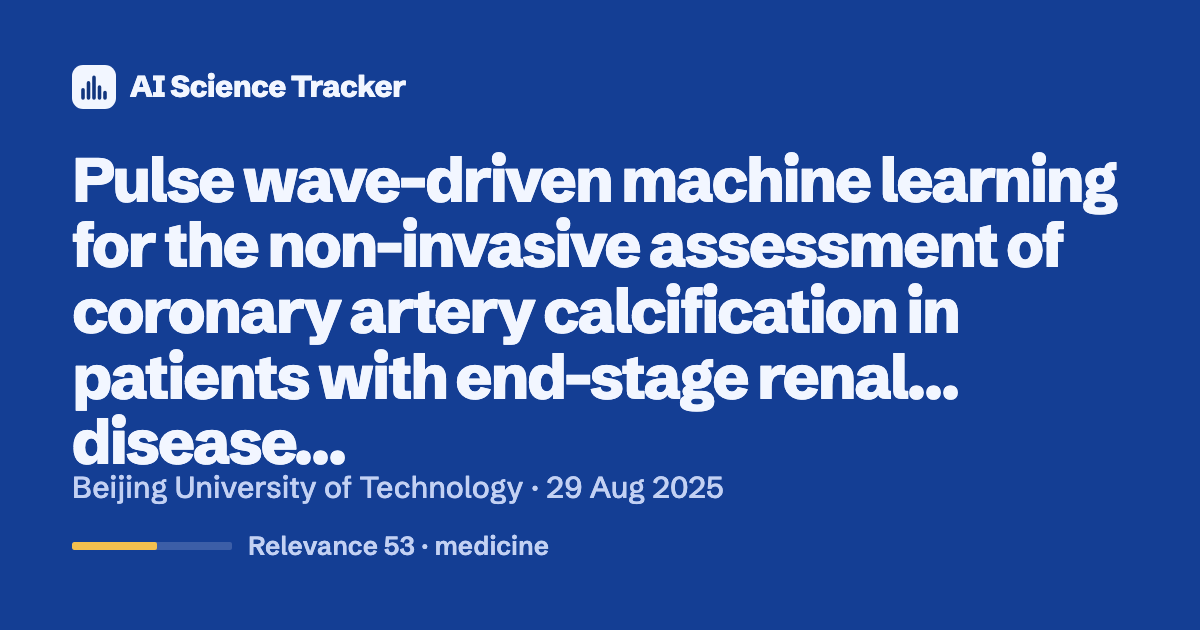 AI Science Tracker
Pulse wave-driven machine learning
for the non-invasive assessment of
coronary artery calcification in
patients with end-stage renal...
disease...
Beijing University of Technology · 29 Aug 2025
Relevance 53 · medicine